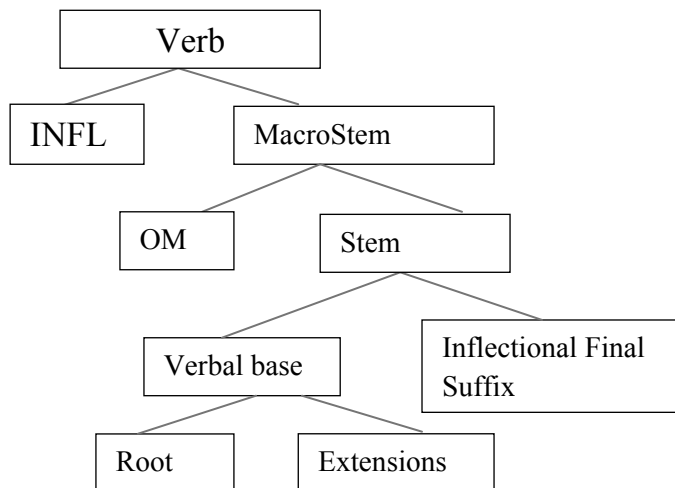 Verb
INFL
MacroStem
OM
Stem
Verbal base
Inflectional Final
Suffix
Root
Extensions